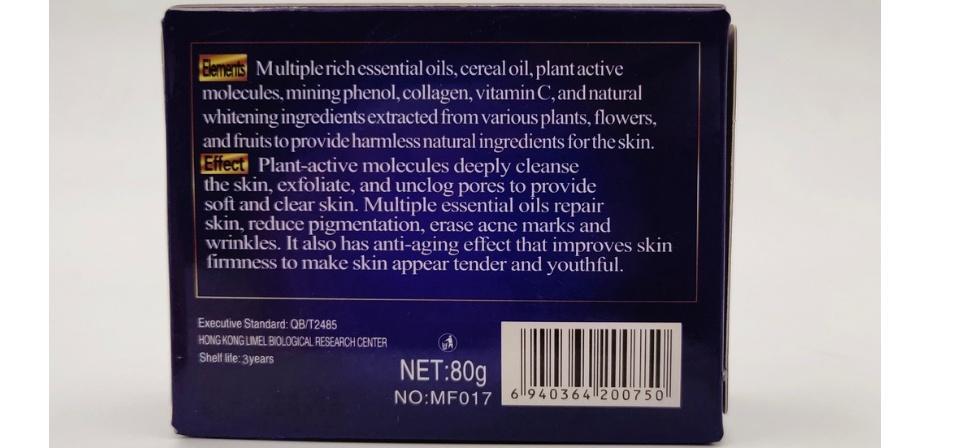 Elements Multiple rich essential oils, cereal oil, plant active
molecules, mining phenol, collagen, vitamin C, and natural
whitening ingredients extracted from various plants, flowers,
and fruits to provide harmless natural ingredients for the skin.
Effect Plant-active molecules deeply cleanse
the skin, exfoliate, and unclog pores to provide
soft and clear skin. Multiple essential oils repair
skin, reduce pigmentation, erase acne marks and
wrinkles. It also has anti-aging effect that improves skin
firmness to make skin appear tender and youthful.
Executive Standard: QB/T2485
HONG KONG LIMEL BIOLOGICAL RESEARCH CENTER
Shelf life: 3years
NET:80g
NO:MF017
6 940364 200750